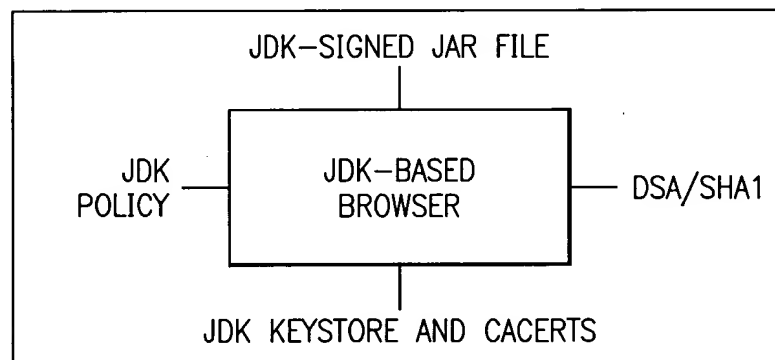 JDK-SIGNED JAR FILE
JDK
POLICY
JDK-BASED
BROWSER
DSA/SHA1
JDK KEYSTORE AND CACERTS